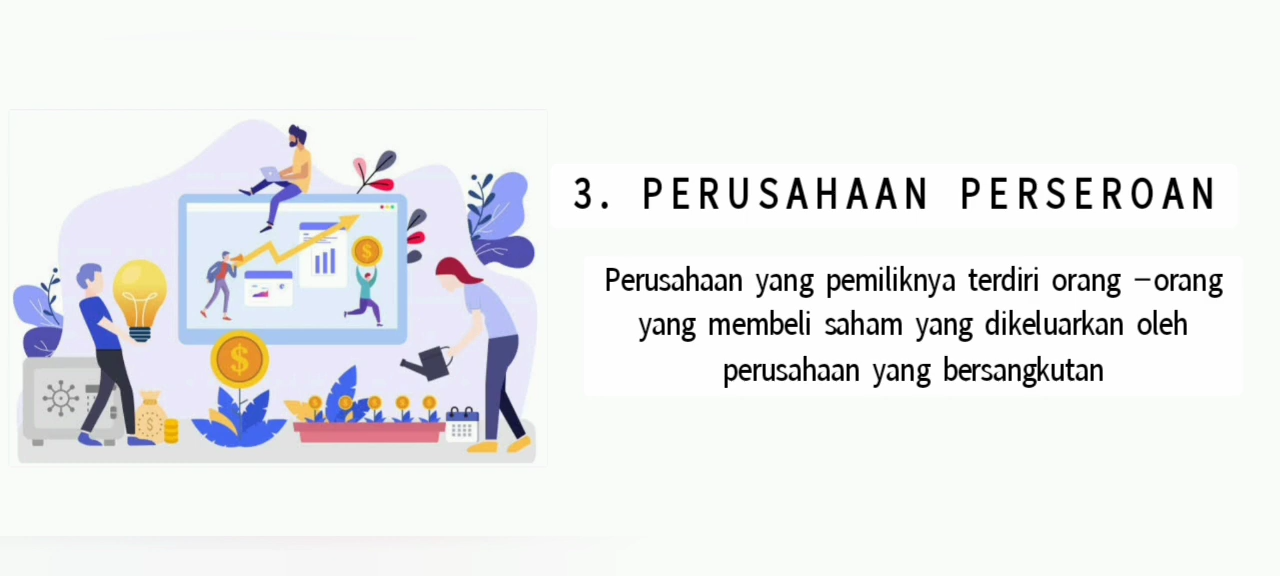 3. PERUSAHAAN PERSEROAN
Perusahaan yang pemiliknya terdiri orang –orang
yang membeli saham yang dikeluarkan oleh
perusahaan yang bersangkutan